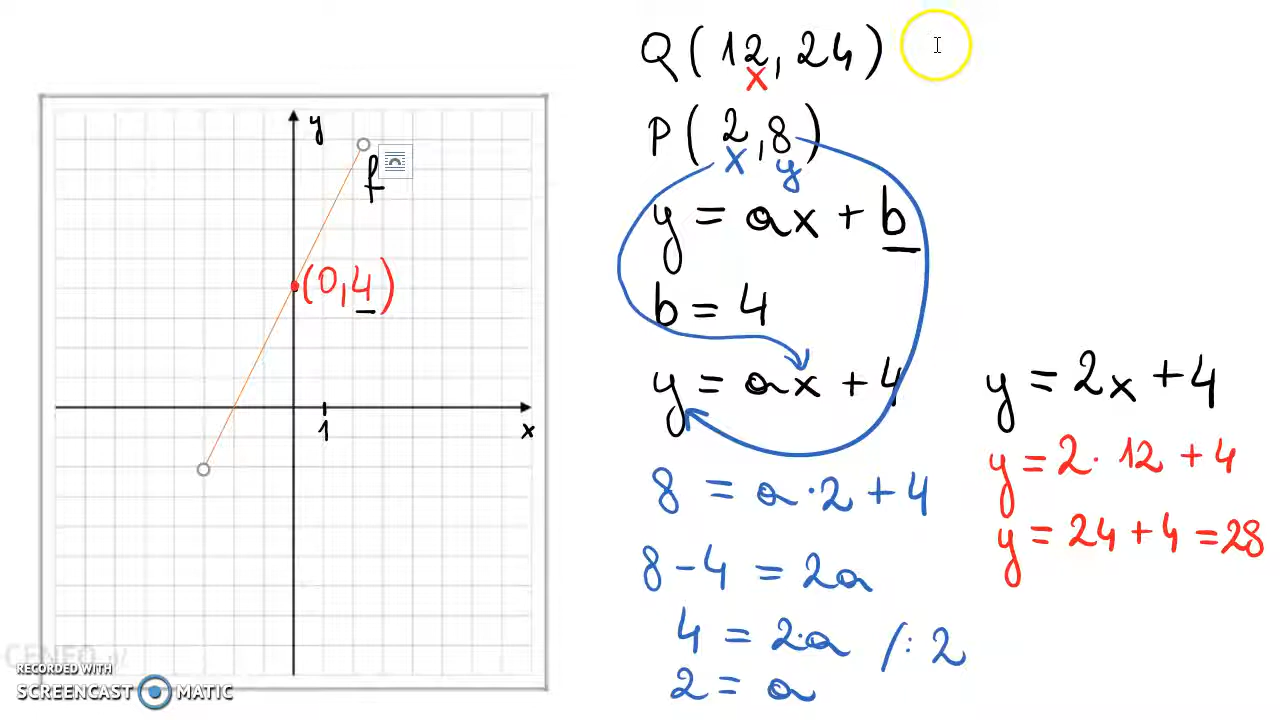 Q(12, 24)
x
P(2, 8)
x y
y = ax + b
b = 4
y = ax + 4
8 = a·2 + 4
8 - 4 = 2a
4 = 2·a /: 2
2 = a
y = 2x + 4
y = 2· 12 + 4
y = 24 + 4 = 28
y
f
(0,4)
1
x
RECORDED WITH
SCREENCAST MATIC